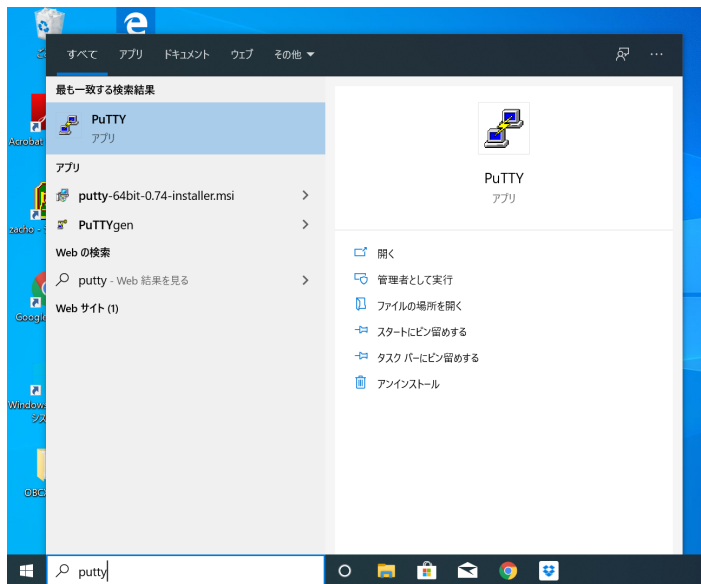 すべて アプリ ドキュメント ウェブ その他
最も一致する検索結果
PuTTY
アプリ
アプリ
putty-64bit-0.74-installer.msi
PuTTYgen
Web の検索
putty - Web 結果を見る
Web サイト (1)
PuTTY
アプリ
開く
管理者として実行
ファイルの場所を開く
スタートにピン留めする
タスク バーにピン留めする
アンインストール
Acrobat
zacho -
Google
Windows
OBC
putty